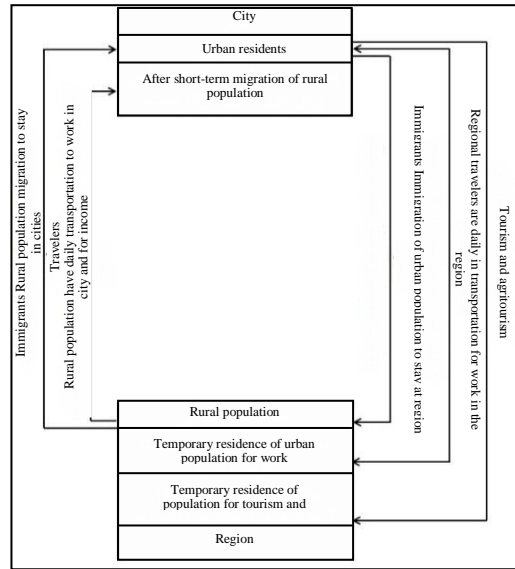 City
Urban residents
After short-term migration of rural
population
Immigrants Rural population migration to stay
in cities
Travelers
Rural population have daily transportation to work in
city and for income
Immigrants Immigration of urban population to stay at region
Regional travelers are daily in transportation for work in the
region
Tourism and agritourism
Rural population
Temporary residence of urban
population for work
Temporary residence of
population for tourism and
Region